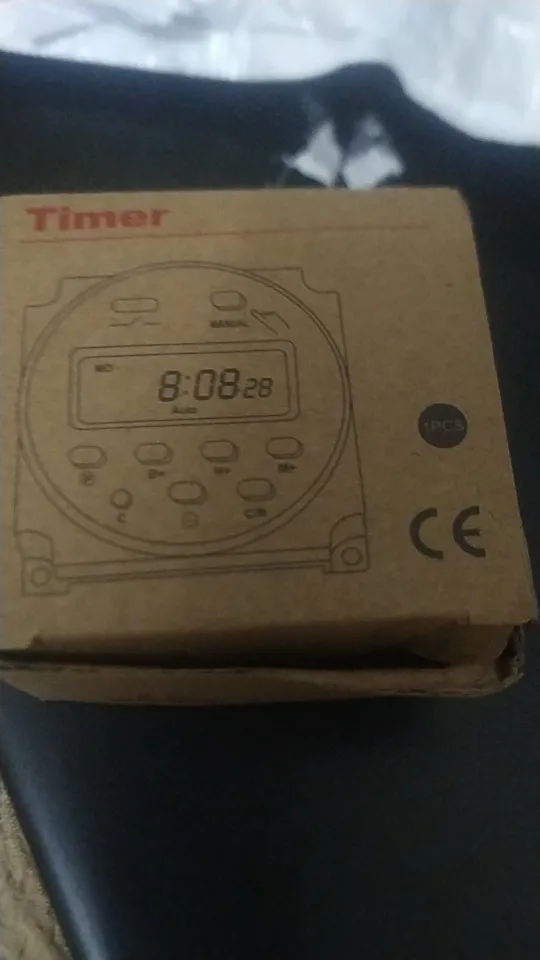 Timer
MANUAL
MO
8:08 28
Auto
1PCS
P
D+
H+
M+
C
C/R
CE